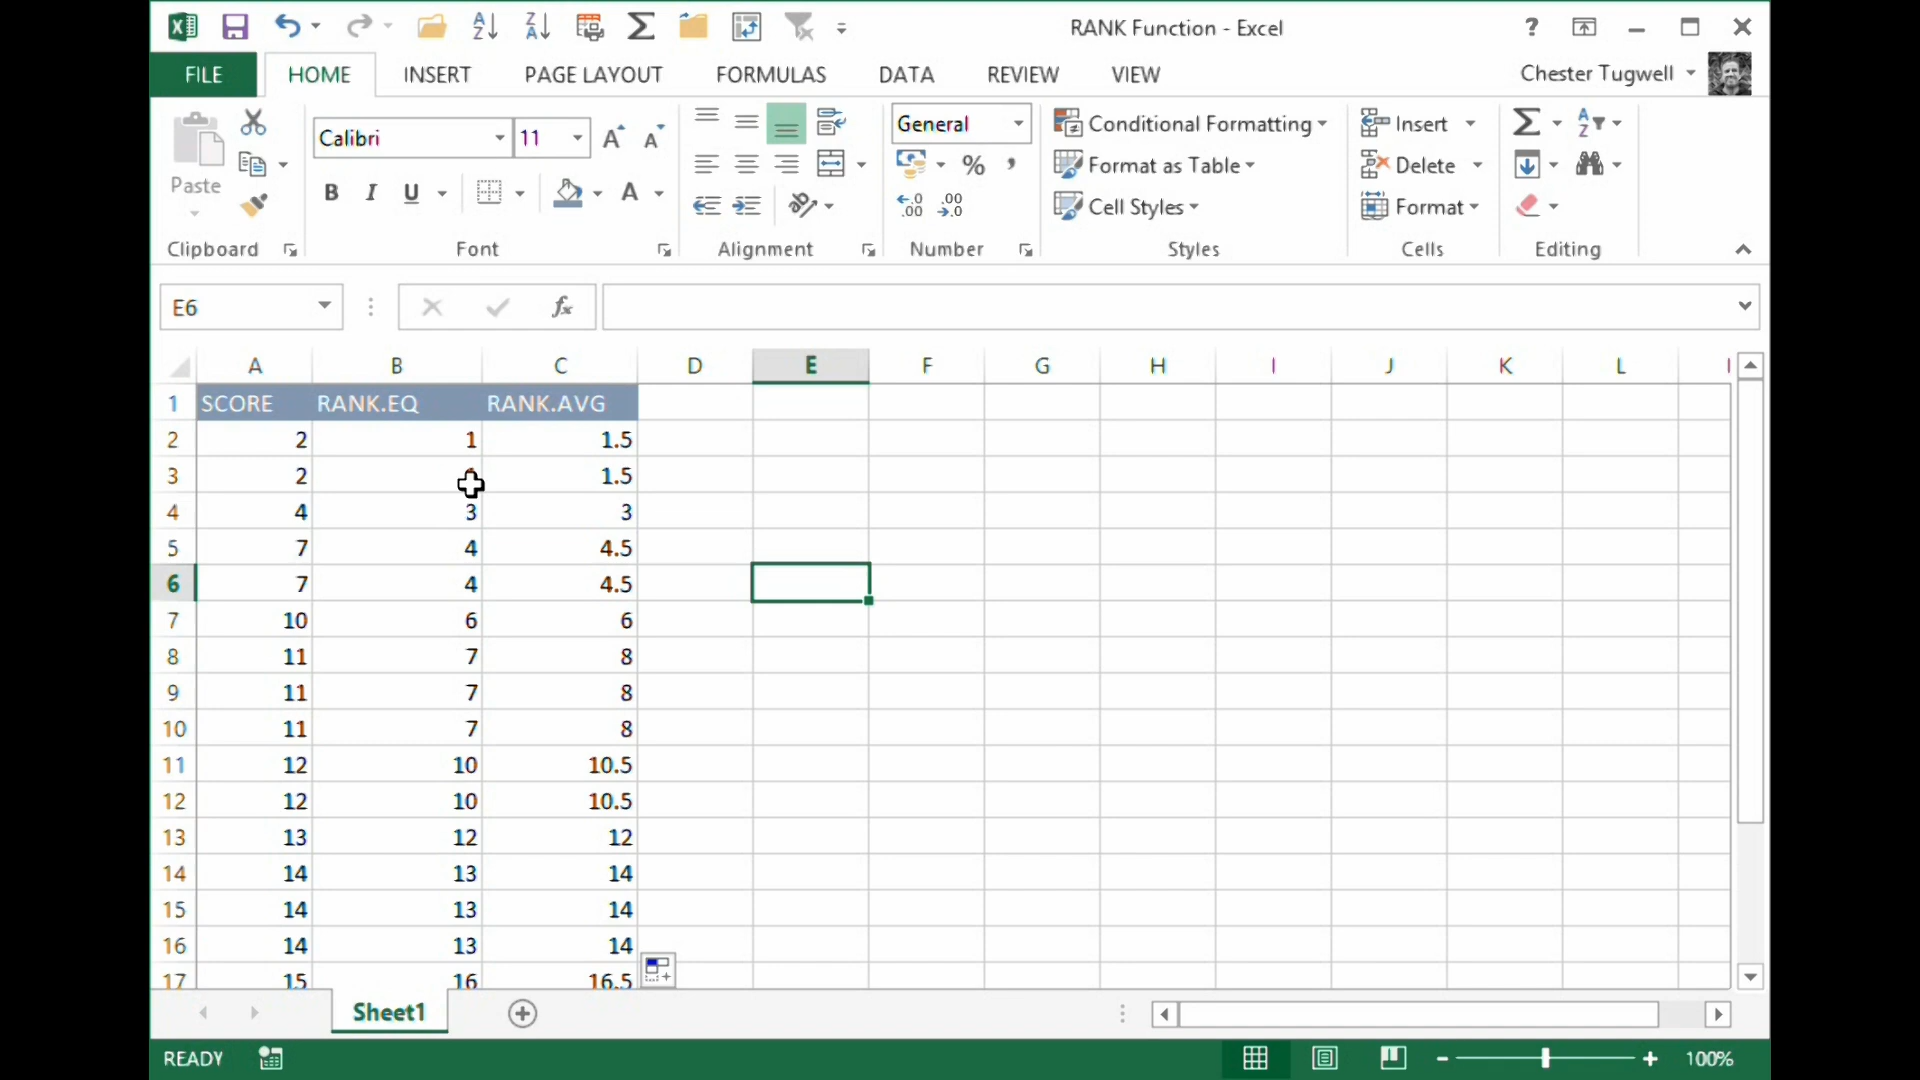 RANK Function - Excel
?
FILE HOME INSERT PAGE LAYOUT FORMULAS DATA REVIEW VIEW Chester Tugwell
Paste
Calibri 11
B I U A
General
% ,
Conditional Formatting
Format as Table
Cell Styles
Insert
Delete
Format
Clipboard Font Alignment Number Styles Cells Editing
E6 fx
A B C D E F G H I J K L
1 SCORE RANK.EQ RANK.AVG
2 2 1 1.5
3 2 1.5
4 4 3 3
5 7 4 4.5
6 7 4 4.5
7 10 6 6
8 11 7 8
9 11 7 8
10 11 7 8
11 12 10 10.5
12 12 10 10.5
13 13 12 12
14 14 13 14
15 14 13 14
16 14 13 14
17 15 16 16.5
Sheet1
READY 100%